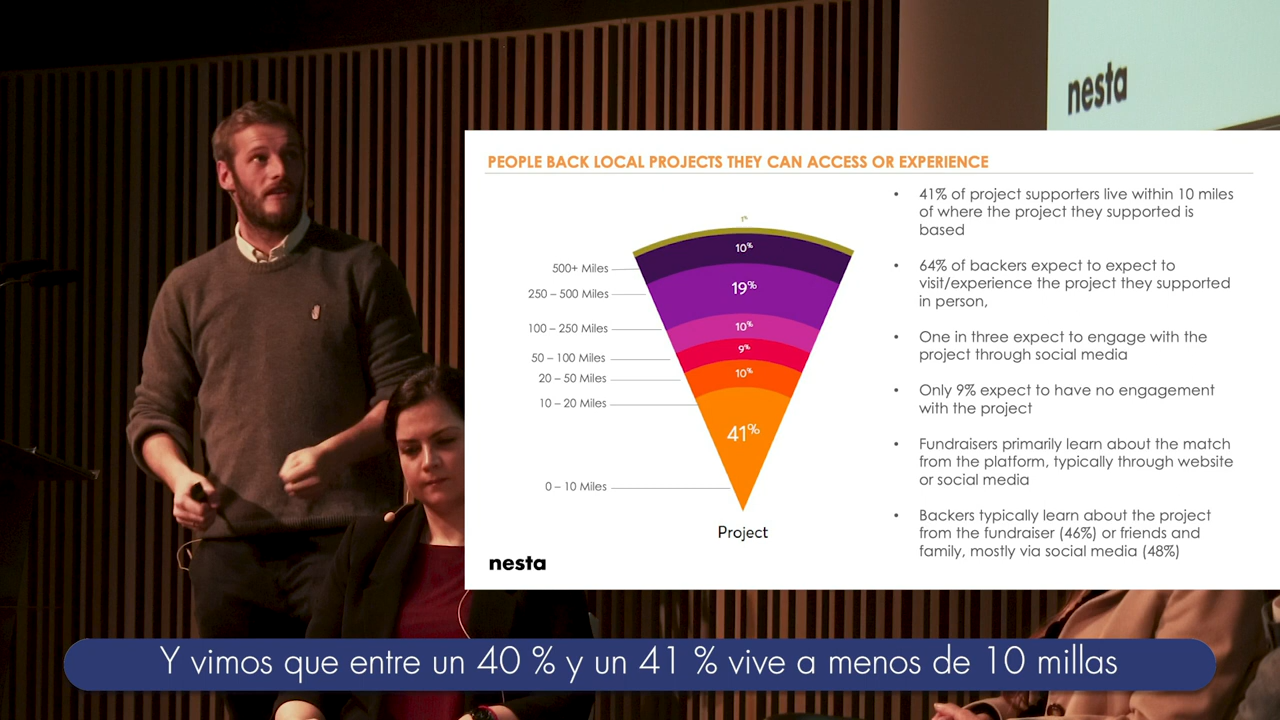 nesta
PEOPLE BACK LOCAL PROJECTS THEY CAN ACCESS OR EXPERIENCE
1%
10%
500+ Miles
19%
250 – 500 Miles
10%
100 – 250 Miles
9%
50 – 100 Miles
10%
20 – 50 Miles
10 – 20 Miles
41%
0 – 10 Miles
Project
nesta
• 41% of project supporters live within 10 miles
of where the project they supported is
based
• 64% of backers expect to expect to
visit/experience the project they supported
in person,
• One in three expect to engage with the
project through social media
• Only 9% expect to have no engagement
with the project
• Fundraisers primarily learn about the match
from the platform, typically through website
or social media
• Backers typically learn about the project
from the fundraiser (46%) or friends and
family, mostly via social media (48%)
Y vimos que entre un 40 % y un 41 % vive a menos de 10 millas